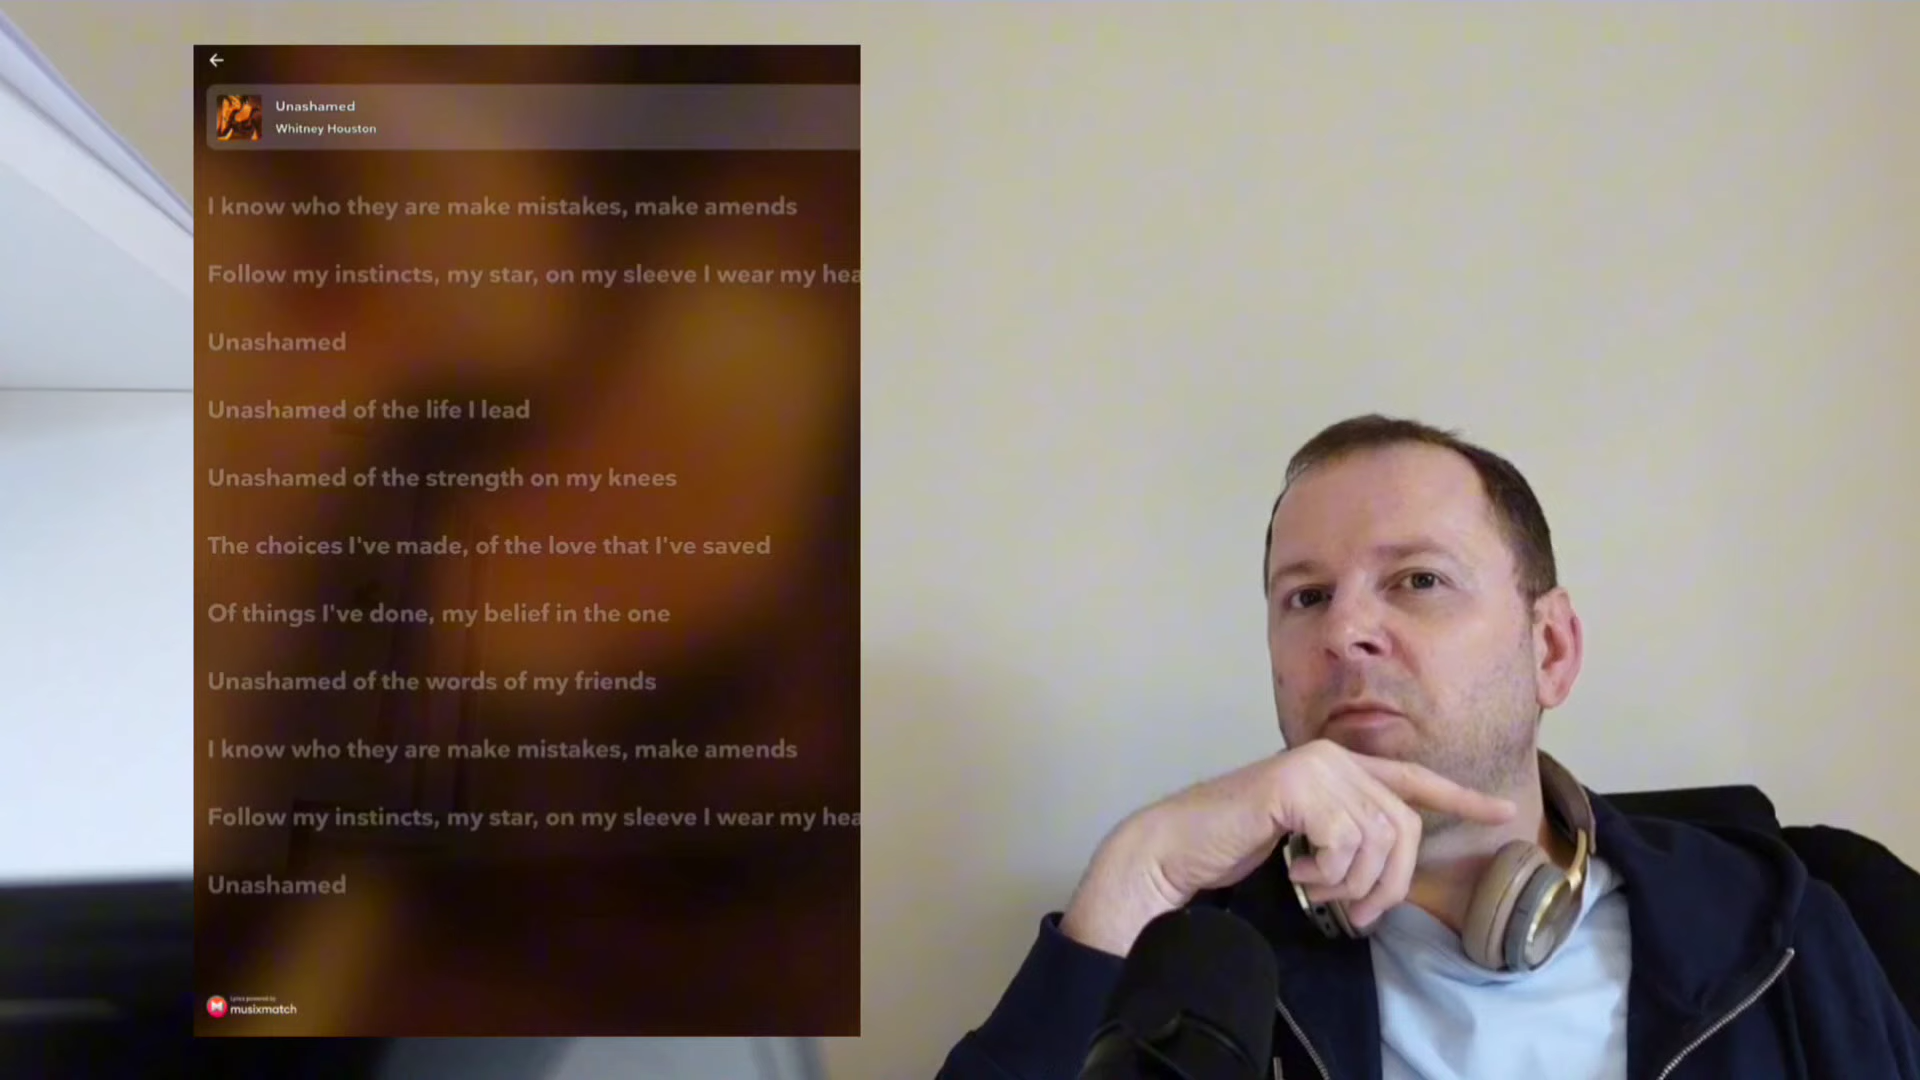 Unashamed
Whitney Houston
I know who they are make mistakes, make amends
Follow my instincts, my star, on my sleeve I wear my hea
Unashamed
Unashamed of the life I lead
Unashamed of the strength on my knees
The choices I've made, of the love that I've saved
Of things I've done, my belief in the one
Unashamed of the words of my friends
I know who they are make mistakes, make amends
Follow my instincts, my star, on my sleeve I wear my hea
Unashamed
Lyrics powered by
musixmatch